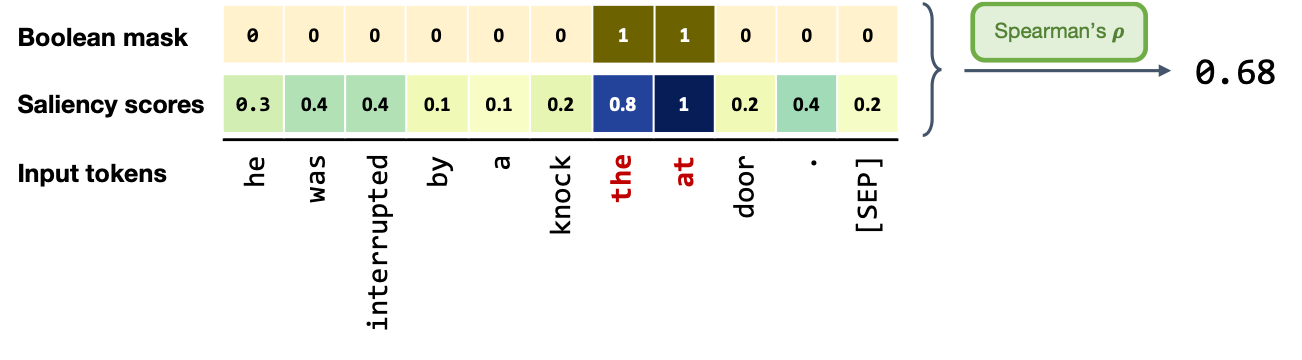 Boolean mask 0 0 0 0 0 0 1 1 0 0 0
Spearman's ρ
0.68
Saliency scores 0.3 0.4 0.4 0.1 0.1 0.2 0.8 1 0.2 0.4 0.2
Input tokens he was interrupted by a knock the at door . [SEP]